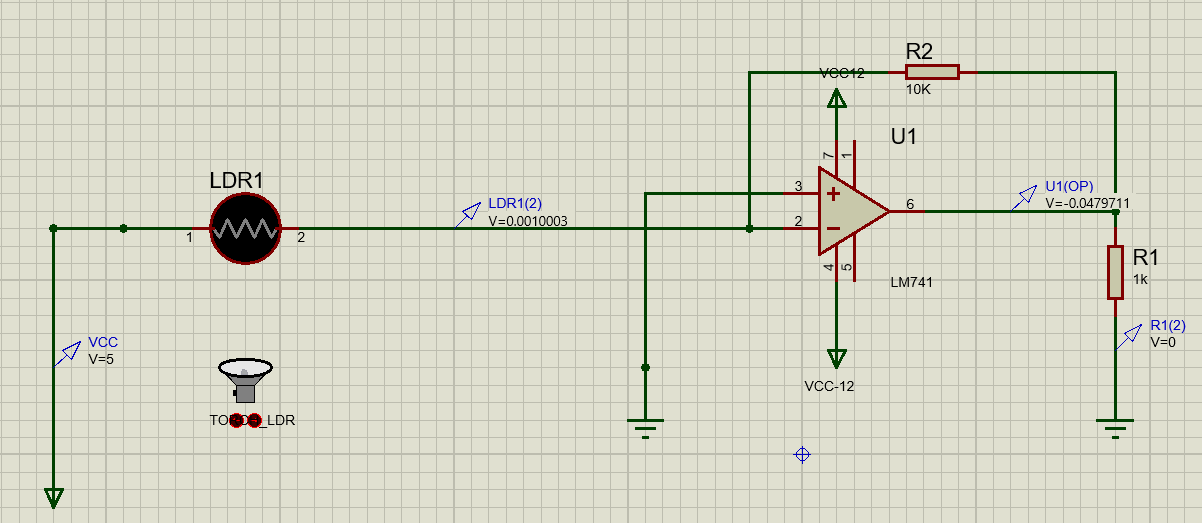 R2
VCC12
10K
U1
7
1
LDR1
3
6
2
U1(OP)
V=-0.0479711
LDR1(2)
V=0.0010003
1
2
4
5
LM741
R1
1k
VCC
V=5
R1(2)
V=0
VCC-12